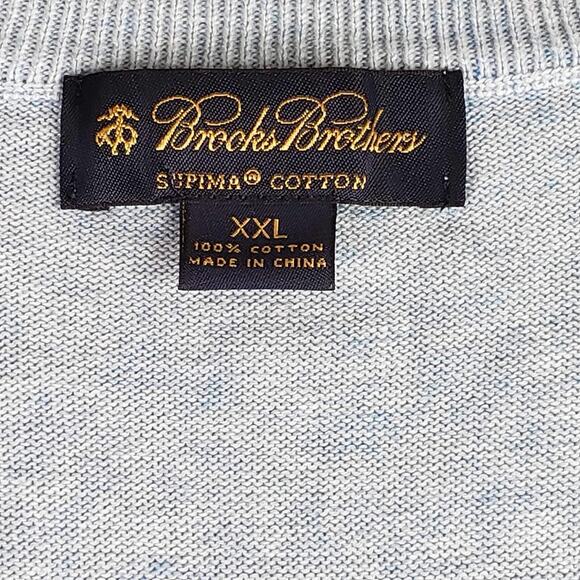 Brooks Brothers
SUPIMA® COTTON
XXL
100% COTTON
MADE IN CHINA